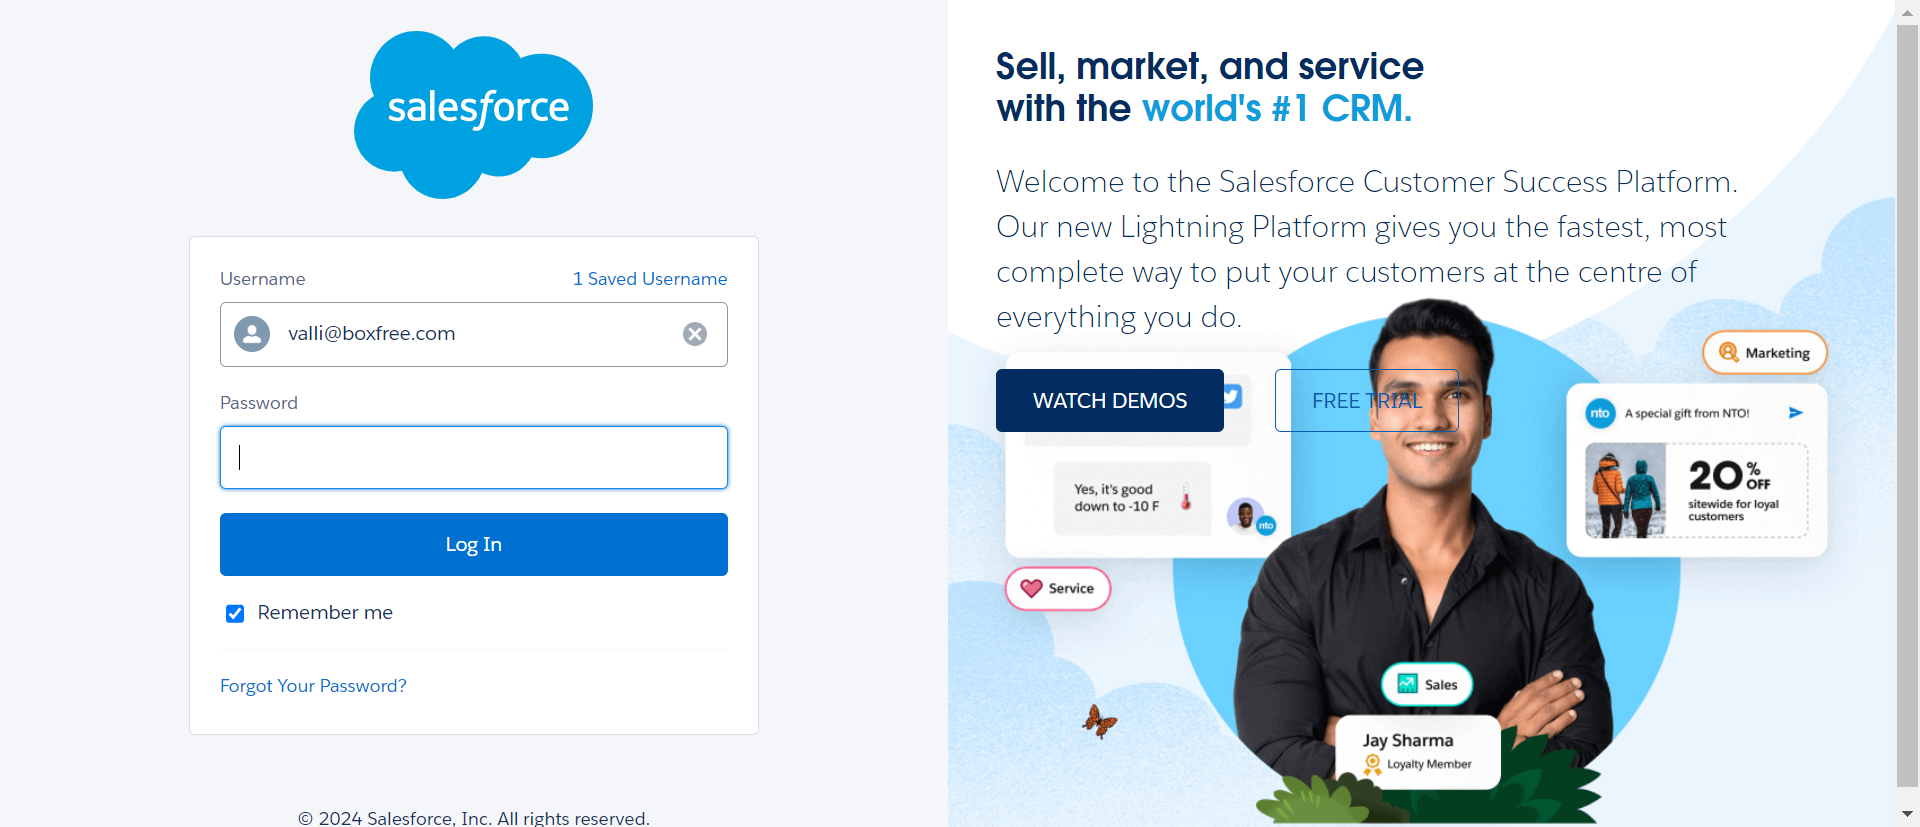 salesforce
Username
1 Saved Username
valli@boxfree.com
Password
Log In
Remember me
Forgot Your Password?
© 2024 Salesforce, Inc. All rights reserved.
Sell, market, and service
with the world's #1 CRM.
Welcome to the Salesforce Customer Success Platform.
Our new Lightning Platform gives you the fastest, most
complete way to put your customers at the centre of
everything you do.
WATCH DEMOS
FREE TRIAL
Marketing
nto
A special gift from NTO!
20% OFF
sitewide for loyal
customers
Yes, it's good
down to -10 F
nto
Service
Sales
Jay Sharma
Loyalty Member